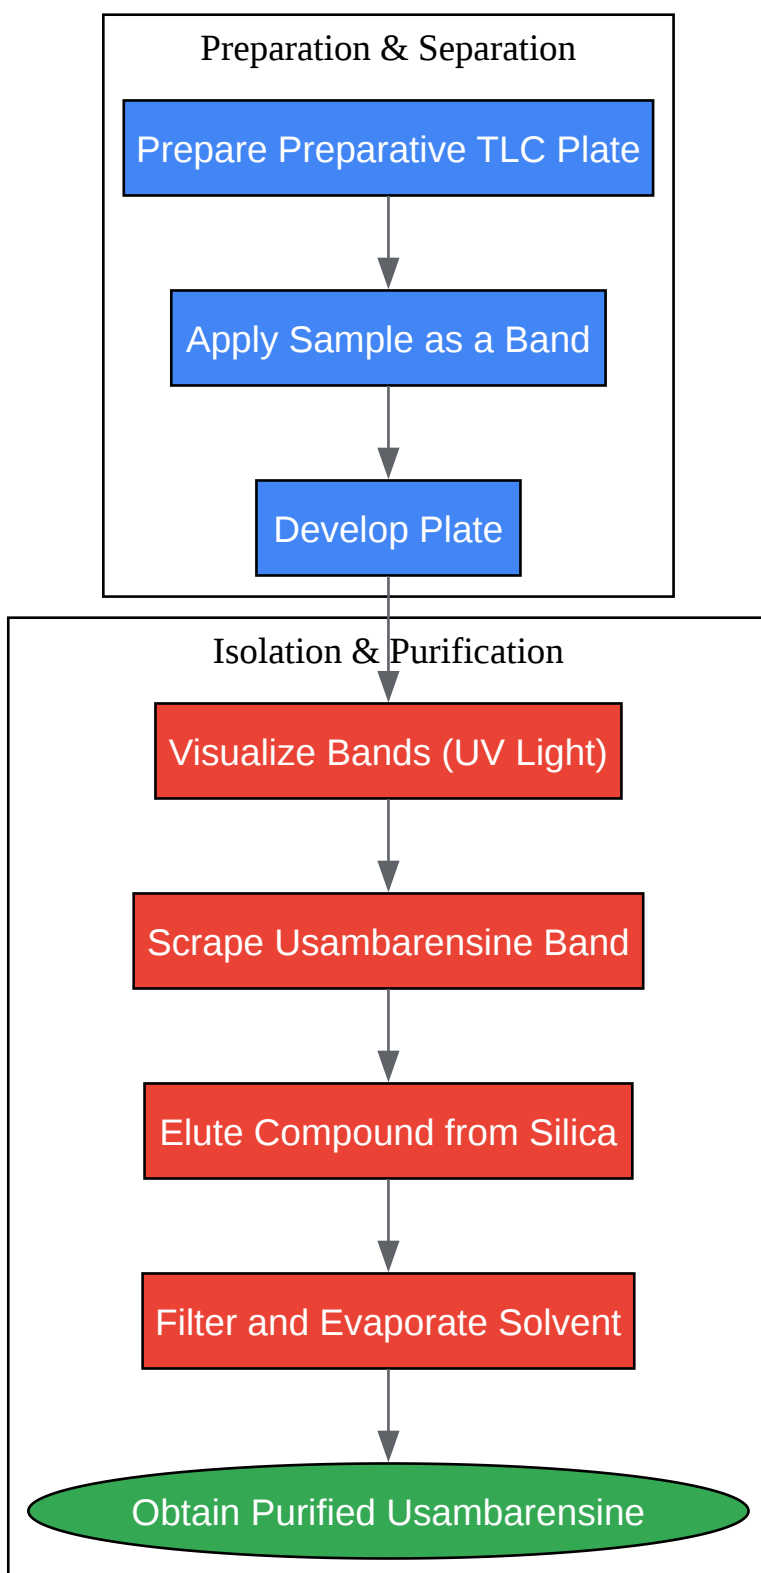 Preparation & Separation
Prepare Preparative TLC Plate
Apply Sample as a Band
Develop Plate
Isolation & Purification
Visualize Bands (UV Light)
Scrape Usambarensine Band
Elute Compound from Silica
Filter and Evaporate Solvent
Obtain Purified Usambarensine